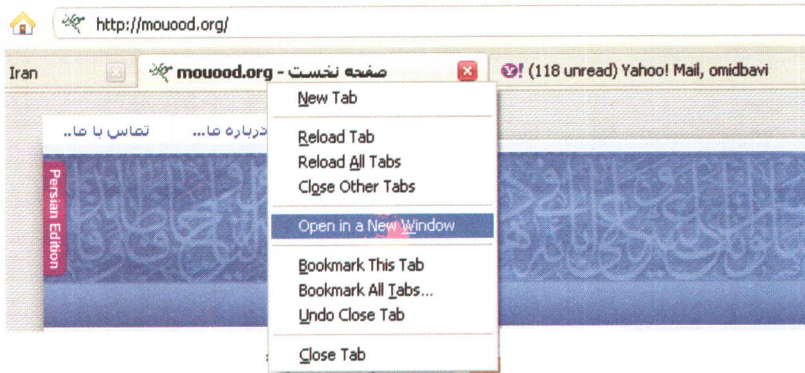 http://mouood.org/
Iran
صفحه نخست - mouood.org
Y! (118 unread) Yahoo! Mail, omidbavi
تماس با ما..
درباره ما...
Persian Edition
New Tab
Reload Tab
Reload All Tabs
Close Other Tabs
Open in a New Window
Bookmark This Tab
Bookmark All Tabs...
Undo Close Tab
Close Tab